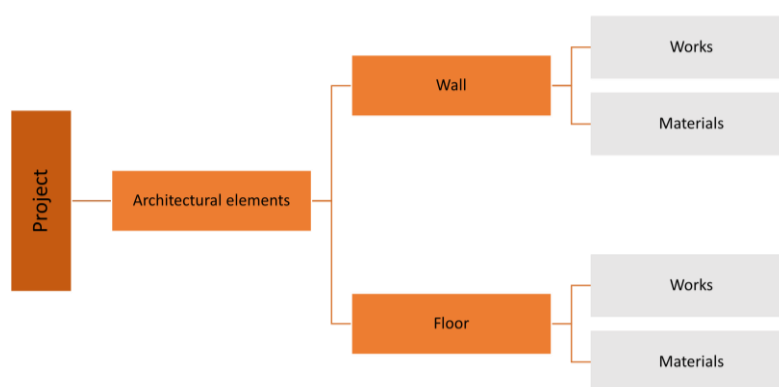 Project
Architectural elements
Wall
Works
Materials
Floor
Works
Materials